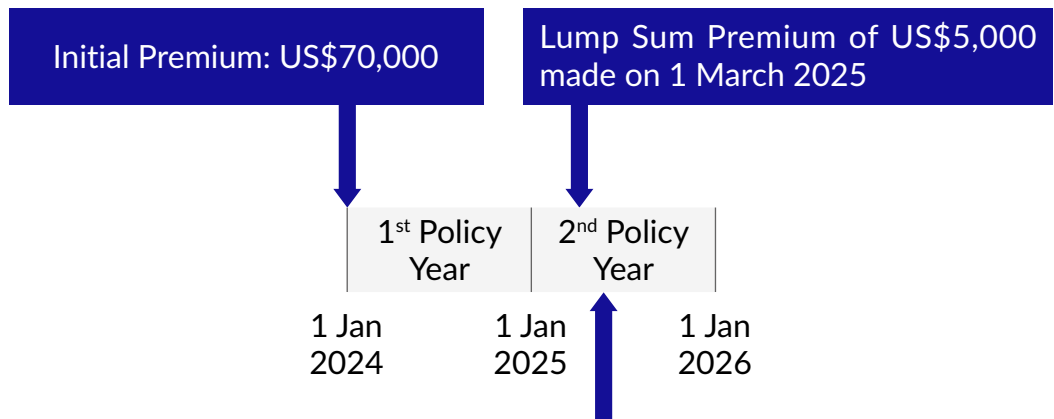 Initial Premium: US$70,000
Lump Sum Premium of US$5,000
made on 1 March 2025
1st Policy
Year
2nd Policy
Year
1 Jan
2024
1 Jan
2025
1 Jan
2026